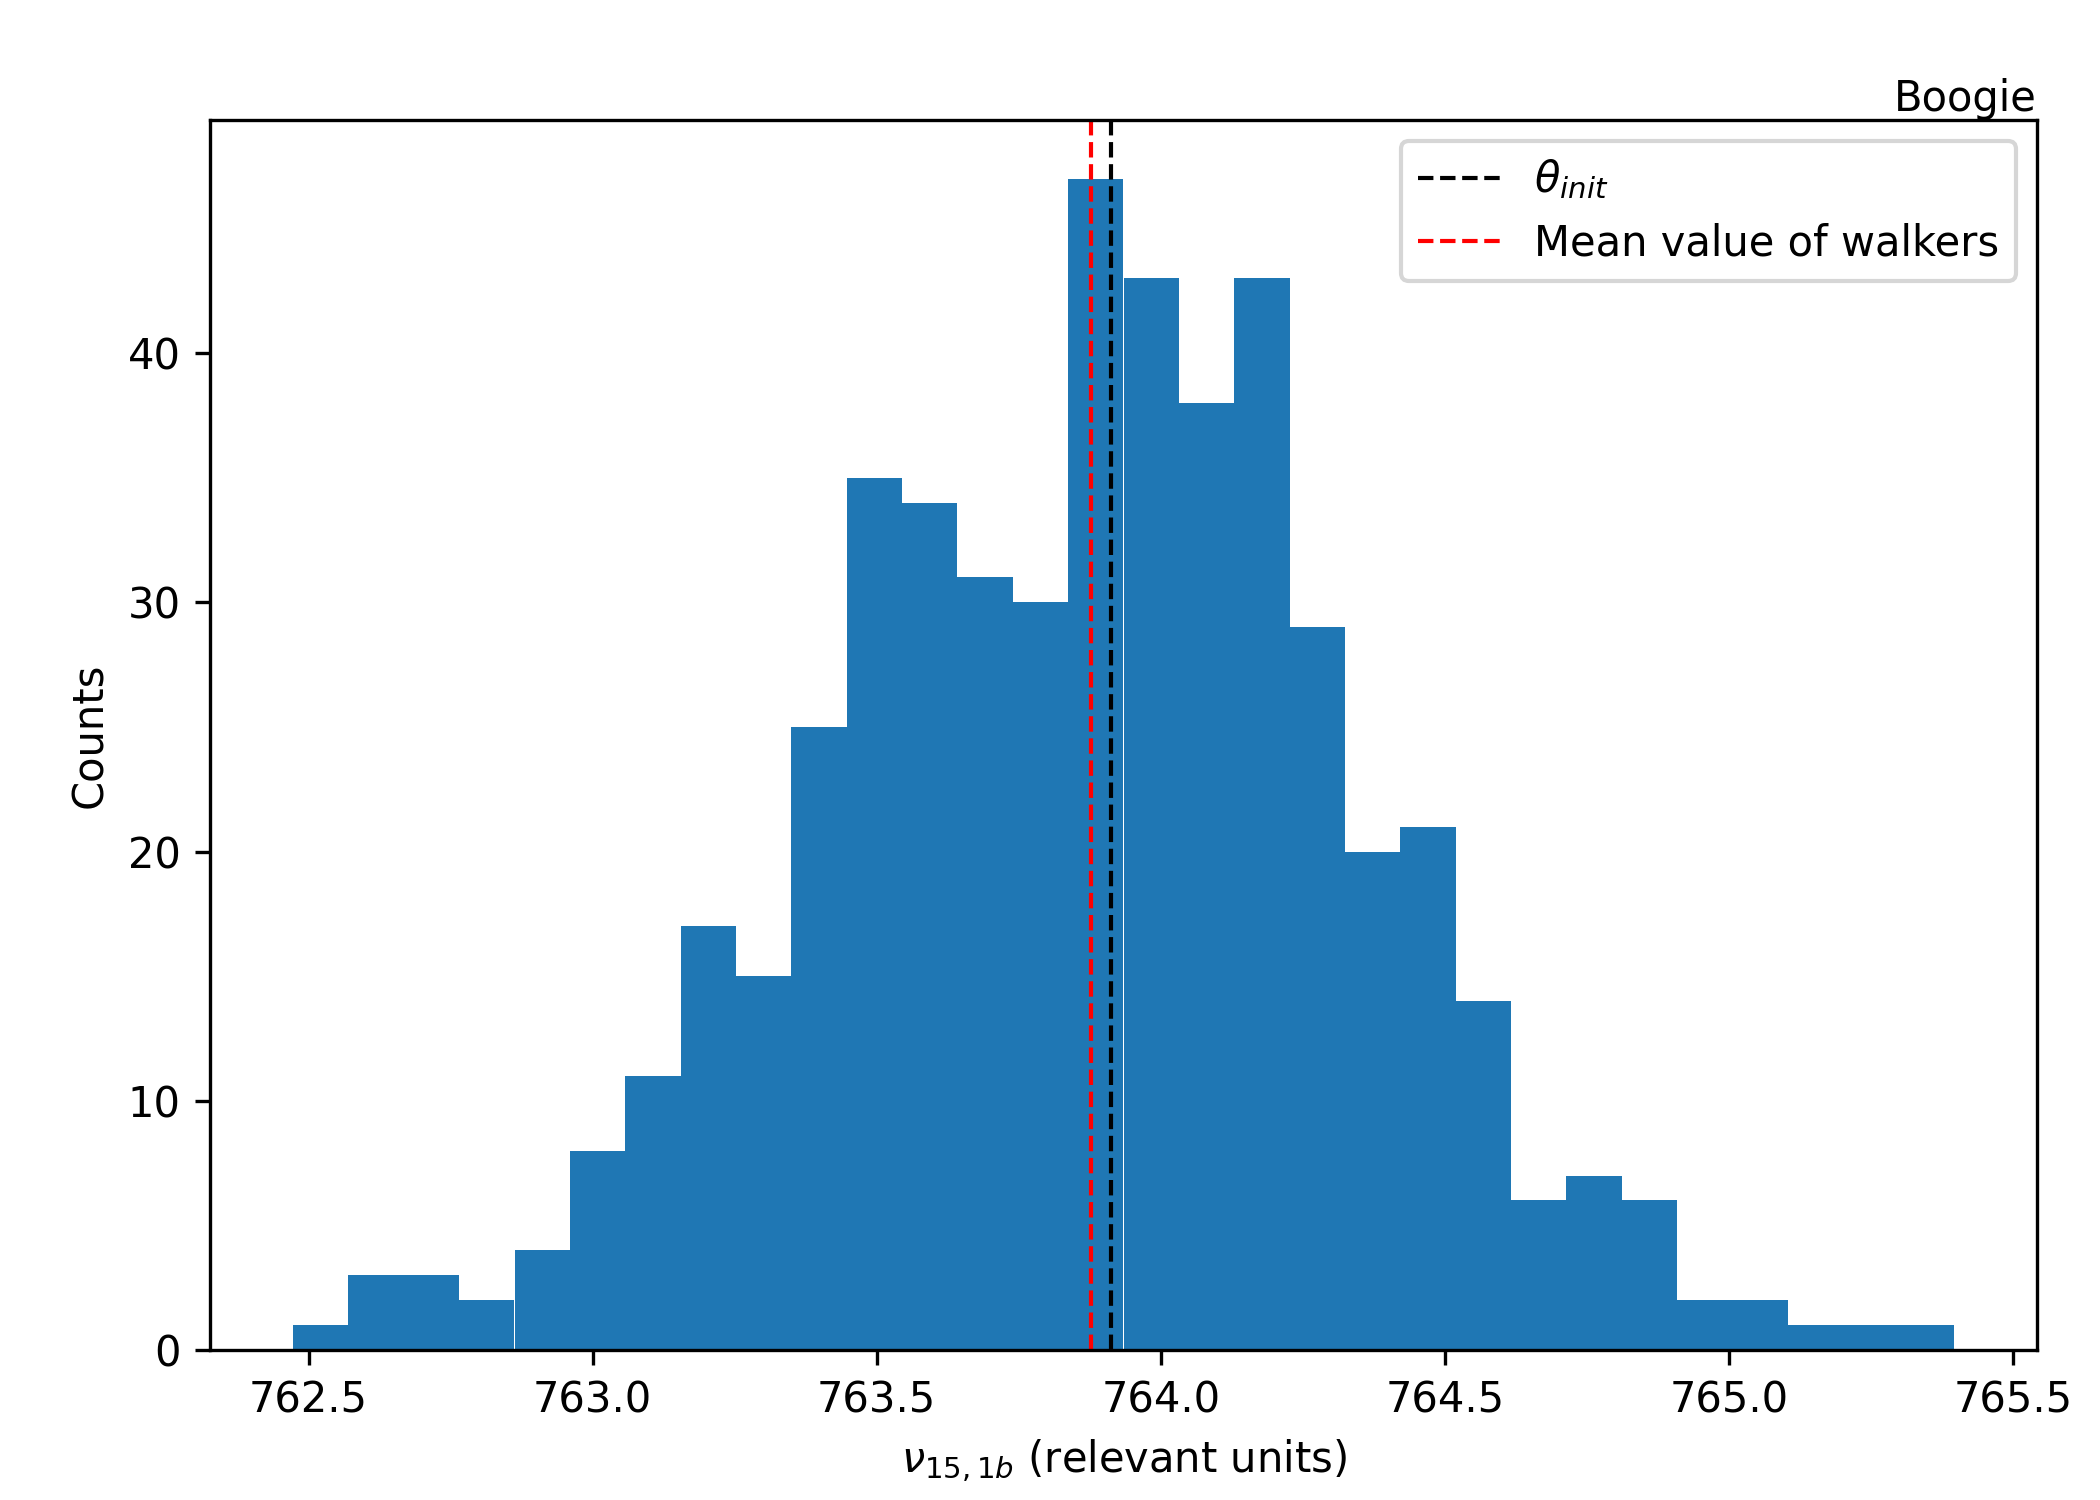 Boogie
θinit
Mean value of walkers
Counts
40
30
20
10
0
762.5 763.0 763.5 764.0 764.5 765.0 765.5
ν15,1b (relevant units)